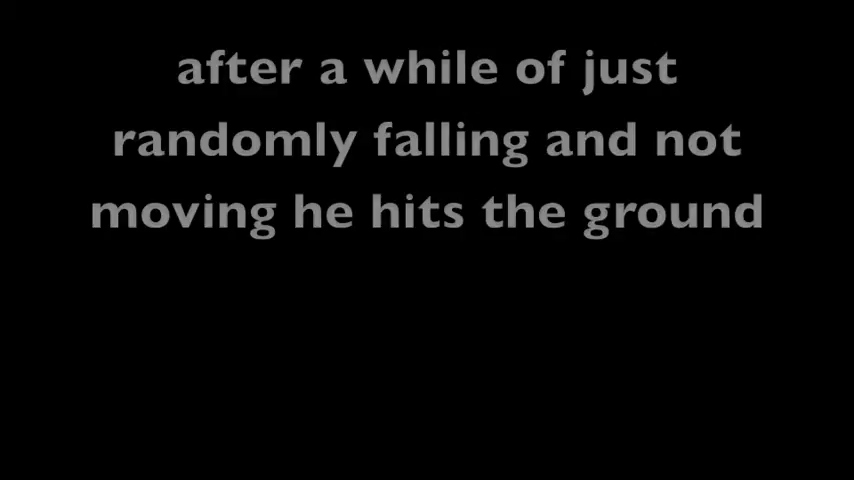 after a while of just
randomly falling and not
moving he hits the ground